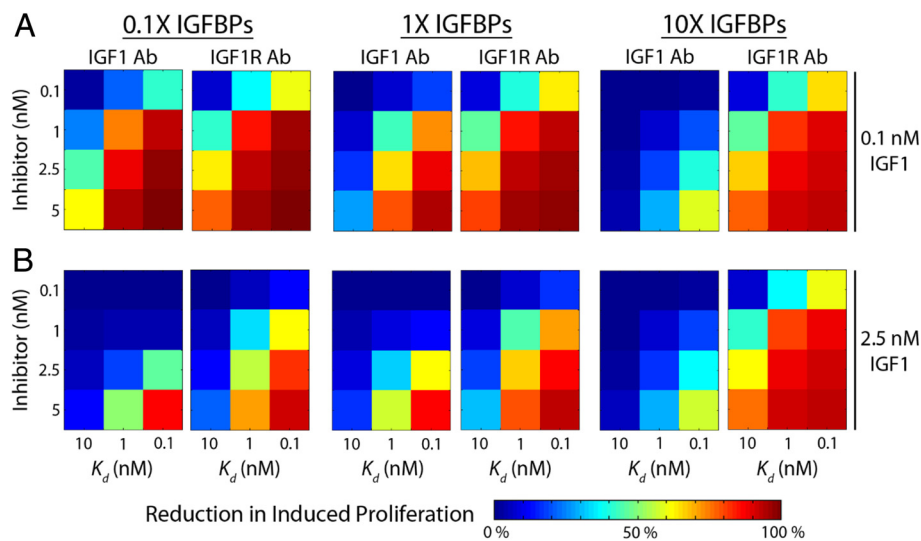 A
0.1X IGFBPs 1X IGFBPs 10X IGFBPs
IGF1 Ab IGF1R Ab IGF1 Ab IGF1R Ab IGF1 Ab IGF1R Ab
Inhibitor (nM)
0.1
1
2.5
5
0.1 nM
IGF1
B
Inhibitor (nM)
0.1
1
2.5
5
2.5 nM
IGF1
10 1 0.1 10 1 0.1 10 1 0.1 10 1 0.1 10 1 0.1 10 1 0.1
Kd (nM) Kd (nM) Kd (nM) Kd (nM) Kd (nM) Kd (nM)
Reduction in Induced Proliferation
0 % 50 % 100 %